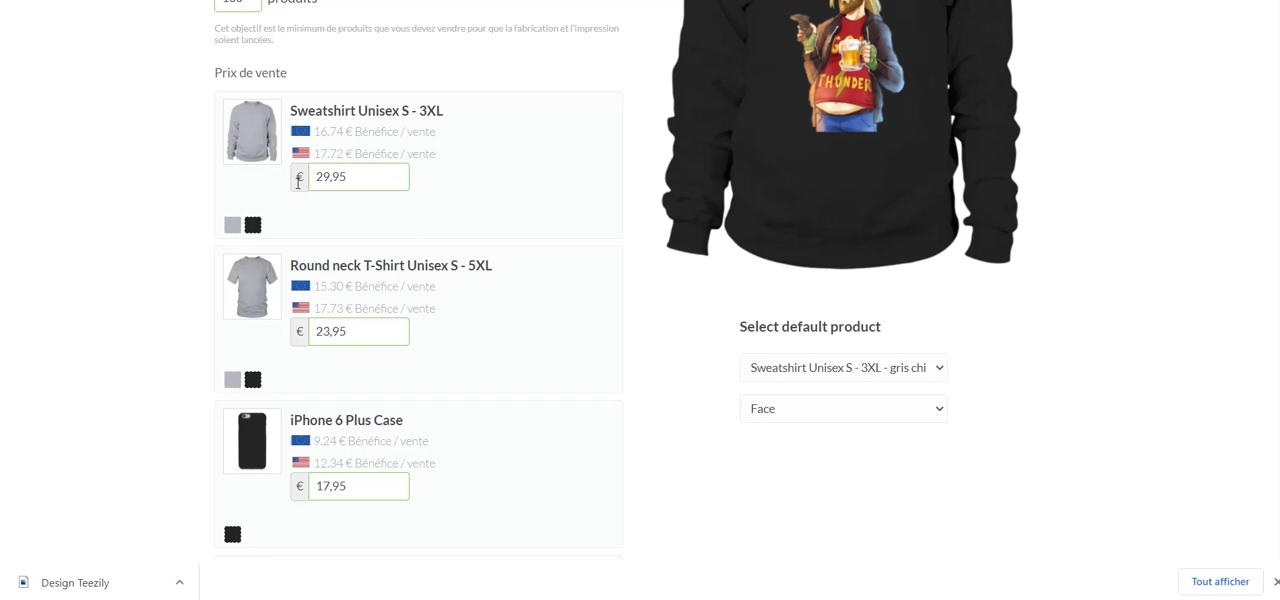 produits
Cet objectif est le minimum de produits que vous devez vendre pour que la fabrication et l'impression
soient lancées.
Prix de vente
Sweatshirt Unisex S - 3XL
16.74 € Bénéfice / vente
17.72 € Bénéfice / vente
€ 29,95
Round neck T-Shirt Unisex S - 5XL
15.30 € Bénéfice / vente
17.73 € Bénéfice / vente
€ 23,95
iPhone 6 Plus Case
9.24 € Bénéfice / vente
12.34 € Bénéfice / vente
€ 17,95
THUNDER
Select default product
Sweatshirt Unisex S - 3XL - gris chi
Face
Design Teezily
Tout afficher